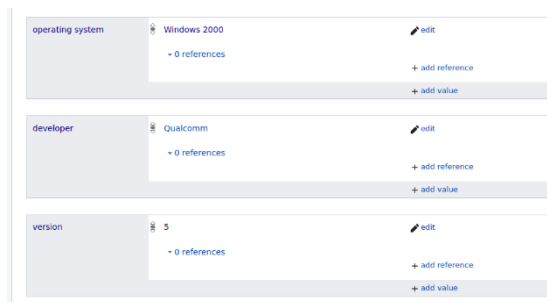 operating system Windows 2000 edit
0 references
+ add reference
+ add value
developer Qualcomm edit
0 references
+ add reference
+ add value
version 5 edit
0 references
+ add reference
+ add value